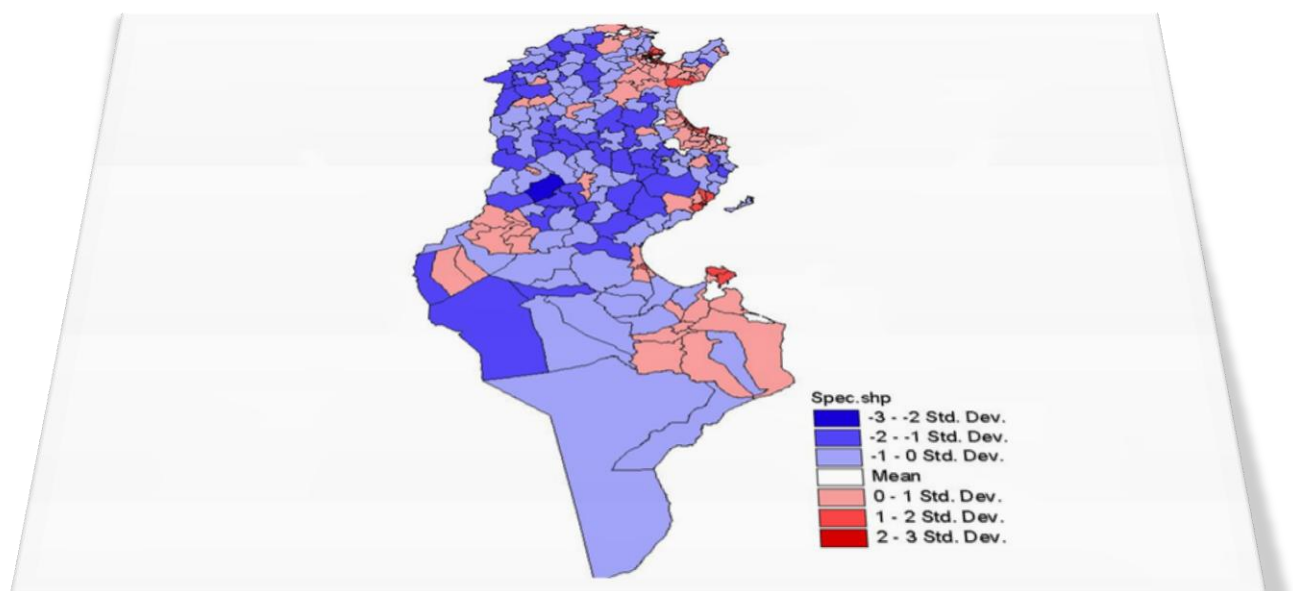 Spec.shp
-3 - -2 Std. Dev.
-2 - -1 Std. Dev.
-1 - 0 Std. Dev.
Mean
0 - 1 Std. Dev.
1 - 2 Std. Dev.
2 - 3 Std. Dev.